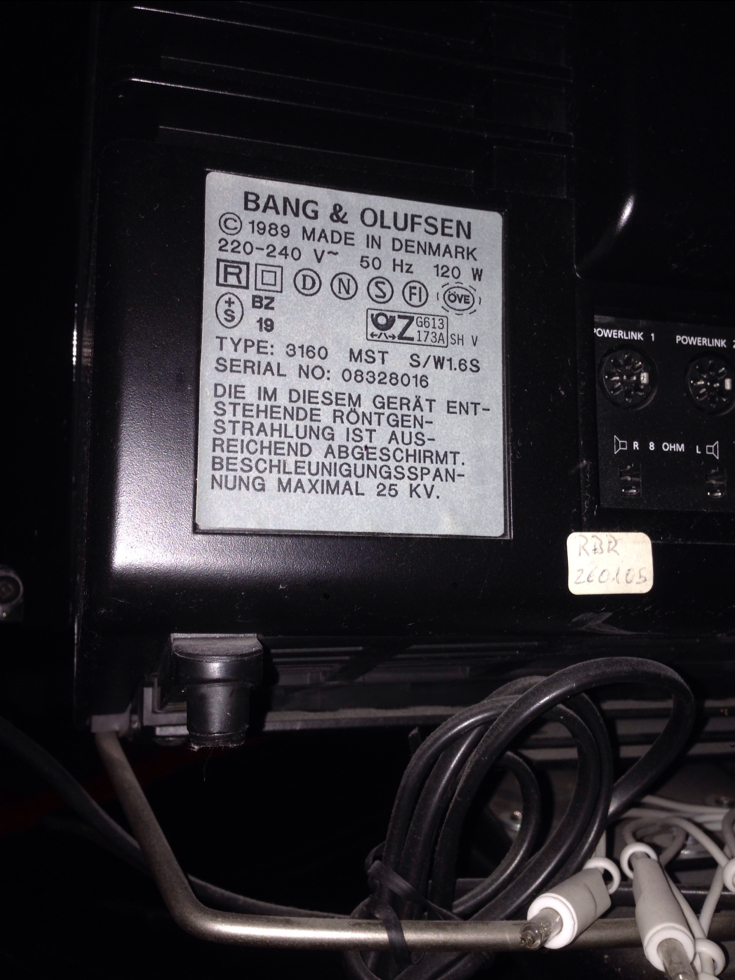 BANG & OLUFSEN
© 1989 MADE IN DENMARK
220-240 V~ 50 Hz 120 W
R D N S FI ÖVE
+S BZ 19
Z G613 173A SH V
TYPE: 3160 MST S/W1.6S
SERIAL NO: 08328016
DIE IM DIESEM GERÄT ENT-
STEHENDE RÖNTGEN-
STRAHLUNG IST AUS-
REICHEND ABGESCHIRMT.
BESCHLEUNIGUNGSSPAN-
NUNG MAXIMAL 25 KV.
POWERLINK 1 POWERLINK 2
R 8 OHM L
RBR
260105